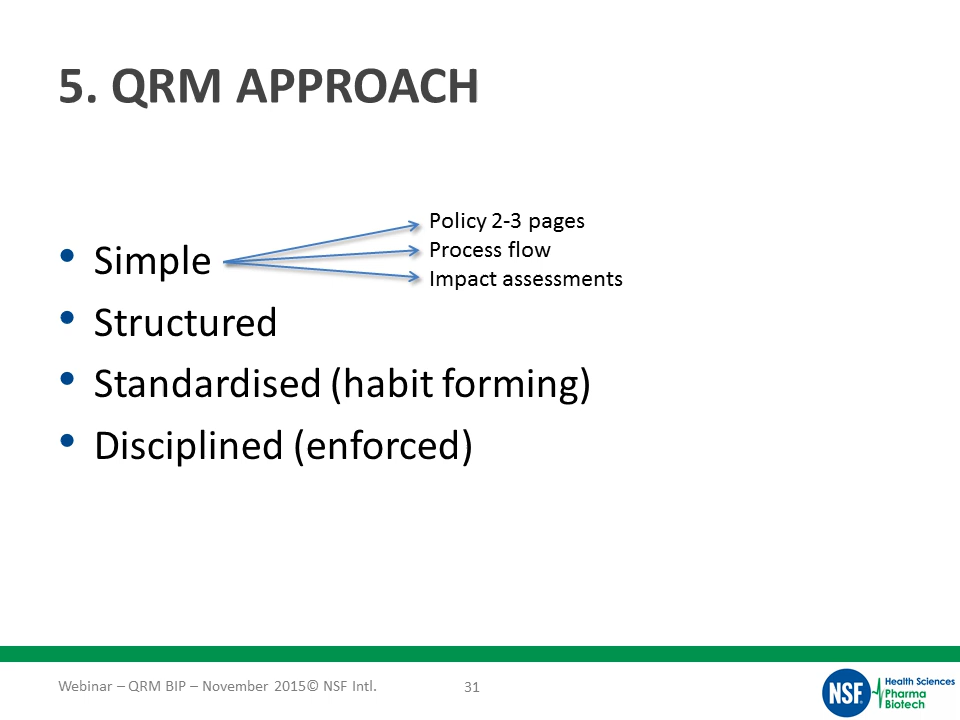 5. QRM APPROACH
Policy 2-3 pages
Process flow
Impact assessments
• Simple
• Structured
• Standardised (habit forming)
• Disciplined (enforced)
Webinar – QRM BIP – November 2015© NSF Intl.
31
NSF
Health Sciences
Pharma
Biotech